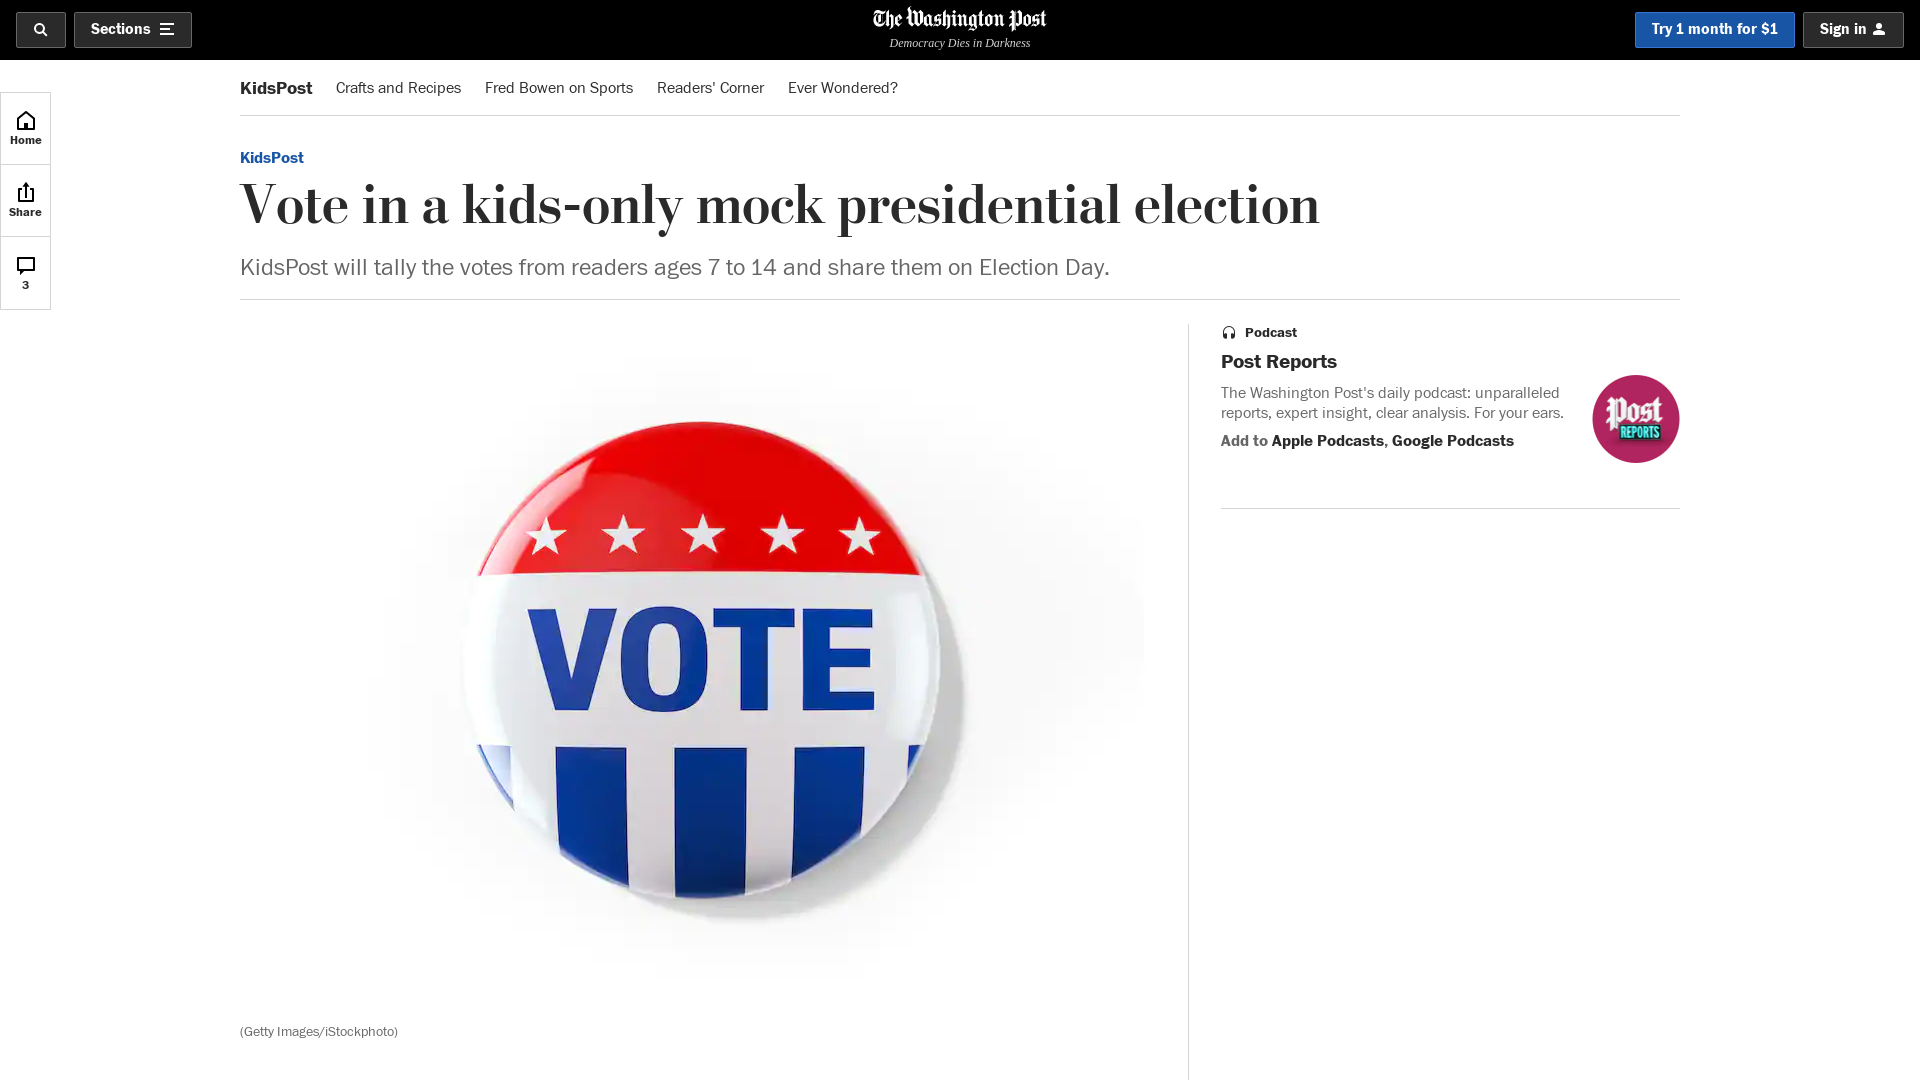 Sections
The Washington Post
Democracy Dies in Darkness
Try 1 month for $1
Sign in
Home
Share
3
KidsPost
Crafts and Recipes
Fred Bowen on Sports
Readers' Corner
Ever Wondered?
KidsPost
Vote in a kids-only mock presidential election
KidsPost will tally the votes from readers ages 7 to 14 and share them on Election Day.
VOTE
(Getty Images/iStockphoto)
Podcast
Post Reports
The Washington Post's daily podcast: unparalleled
reports, expert insight, clear analysis. For your ears.
Add to Apple Podcasts, Google Podcasts
Post
REPORTS